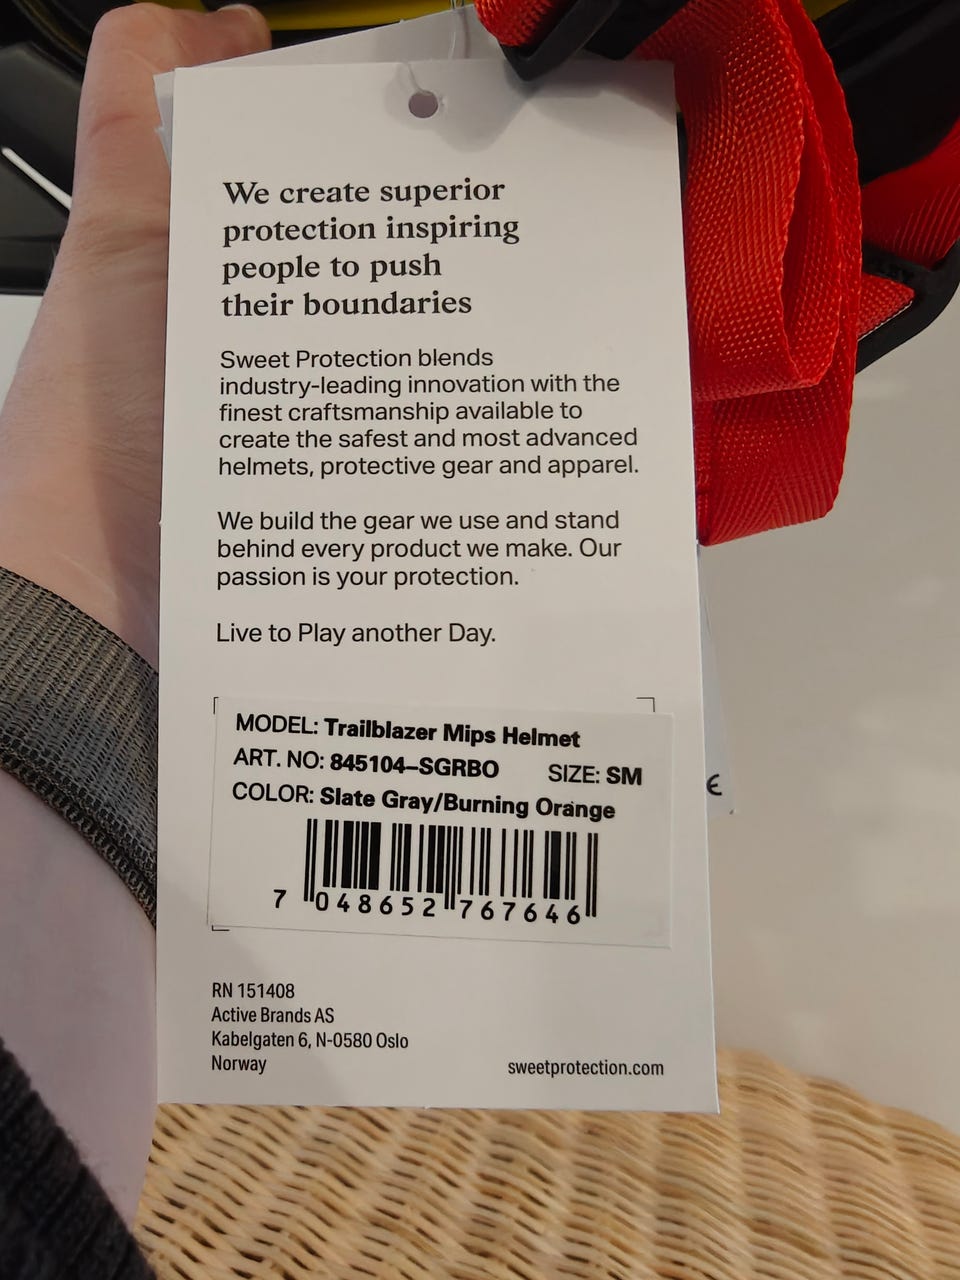 We create superior
protection inspiring
people to push
their boundaries
Sweet Protection blends
industry-leading innovation with the
finest craftsmanship available to
create the safest and most advanced
helmets, protective gear and apparel.
We build the gear we use and stand
behind every product we make. Our
passion is your protection.
Live to Play another Day.
MODEL: Trailblazer Mips Helmet
ART. NO: 845104-SGRBO SIZE: SM
COLOR: Slate Gray/Burning Orange
7 048652 767646
RN 151408
Active Brands AS
Kabelgaten 6, N-0580 Oslo
Norway
sweetprotection.com